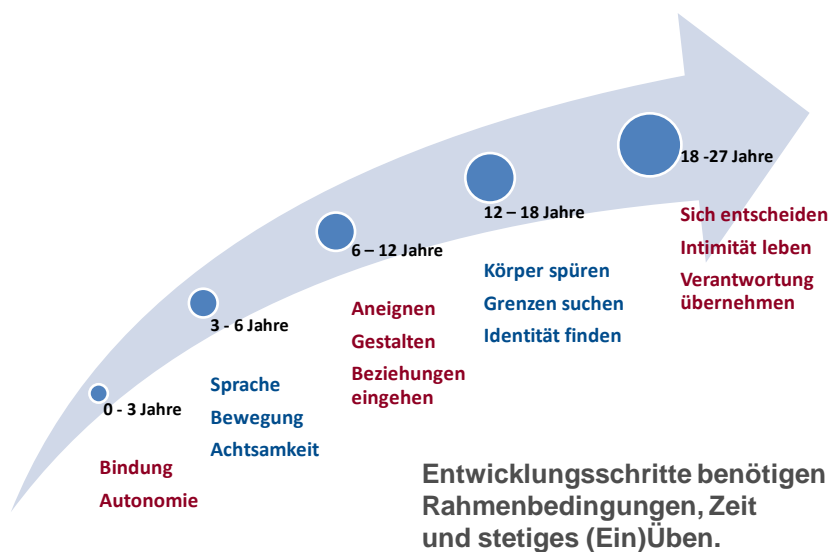 0 - 3 Jahre
Bindung
Autonomie
3 - 6 Jahre
Sprache
Bewegung
Achtsamkeit
6 – 12 Jahre
Aneignen
Gestalten
Beziehungen
eingehen
12 – 18 Jahre
Körper spüren
Grenzen suchen
Identität finden
18 -27 Jahre
Sich entscheiden
Intimität leben
Verantwortung
übernehmen
Entwicklungsschritte benötigen
Rahmenbedingungen, Zeit
und stetiges (Ein)Üben.